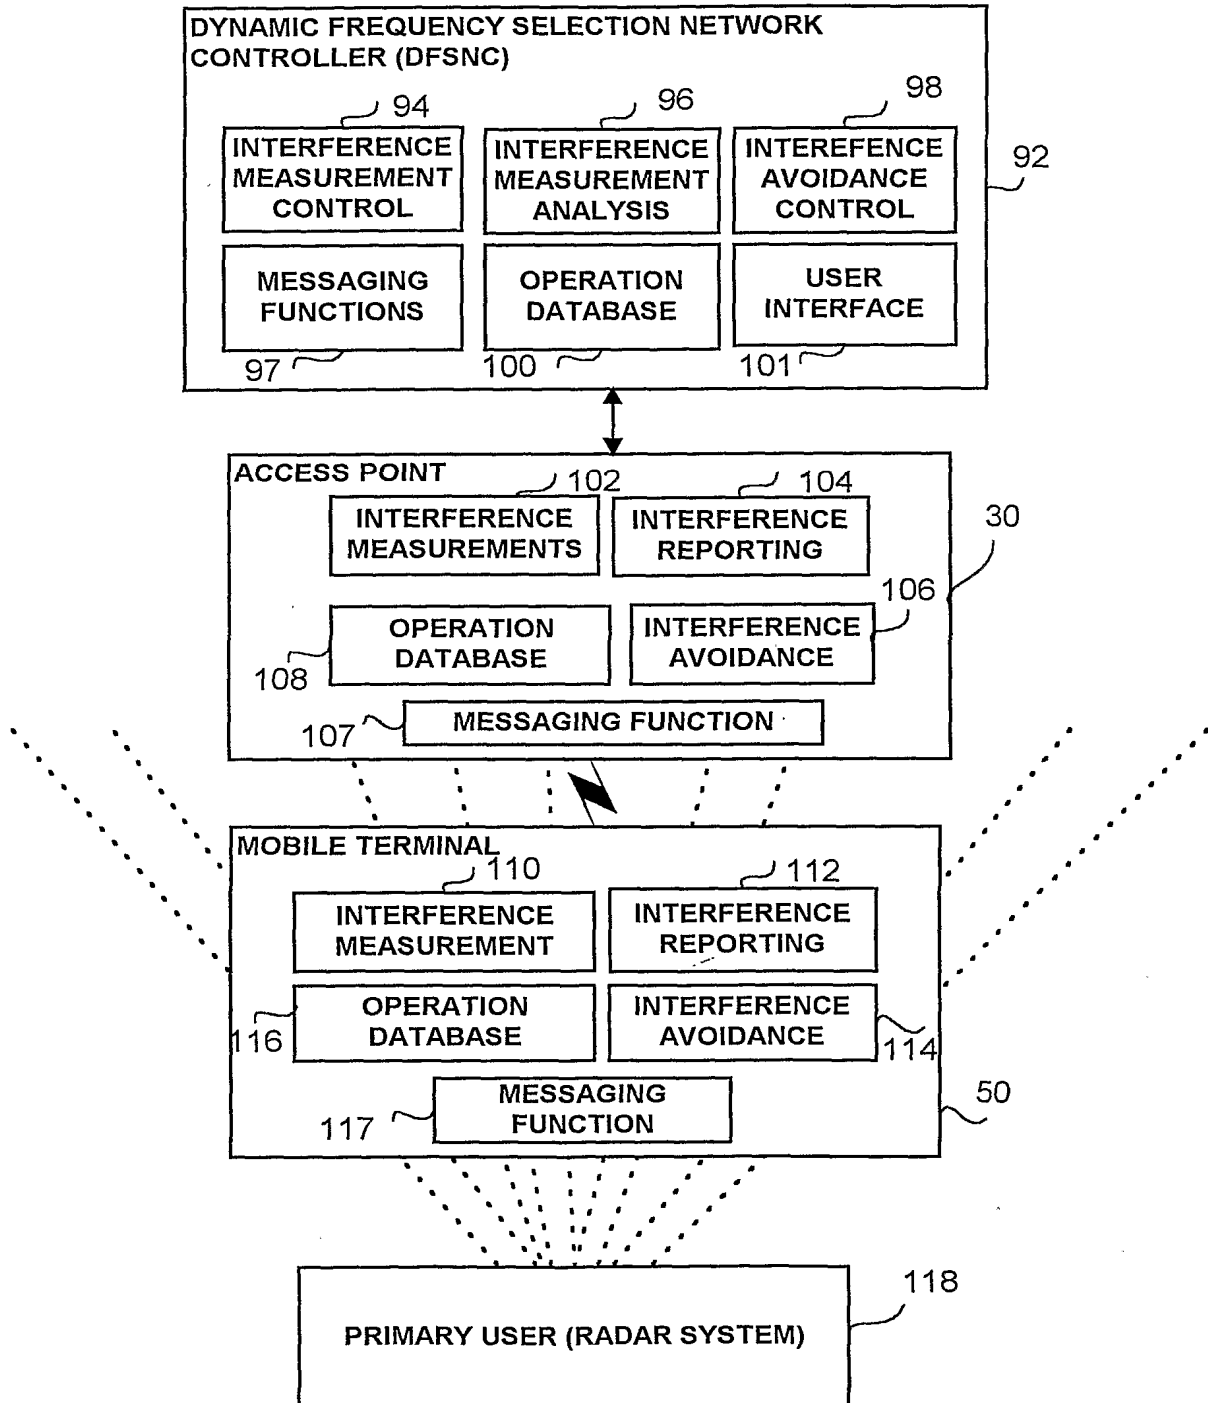 DYNAMIC FREQUENCY SELECTION NETWORK
CONTROLLER (DFSNC)
94
96
98
INTERFERENCE
MEASUREMENT
CONTROL
INTERFERENCE
MEASUREMENT
ANALYSIS
INTEREFENCE
AVOIDANCE
CONTROL
92
MESSAGING
FUNCTIONS
OPERATION
DATABASE
USER
INTERFACE
97
100
101
ACCESS POINT
102
104
INTERFERENCE
MEASUREMENTS
INTERFERENCE
REPORTING
30
106
OPERATION
DATABASE
INTERFERENCE
AVOIDANCE
108
MESSAGING FUNCTION
107
MOBILE TERMINAL
110
112
INTERFERENCE
MEASUREMENT
INTERFERENCE
REPORTING
OPERATION
DATABASE
INTERFERENCE
AVOIDANCE
116
114
MESSAGING
FUNCTION
117
50
118
PRIMARY USER (RADAR SYSTEM)